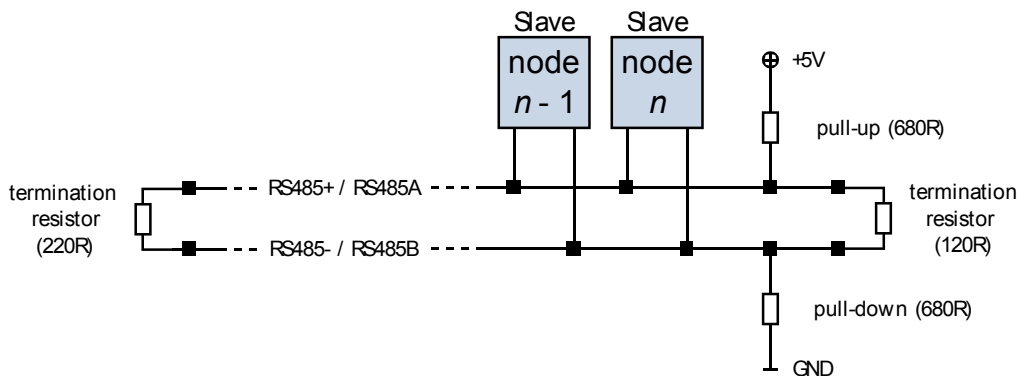 Slave
Slave
node
n - 1
node
n
+5V
pull-up (680R)
termination
resistor
(220R)
RS485+ / RS485A
RS485- / RS485B
termination
resistor
(120R)
pull-down (680R)
GND